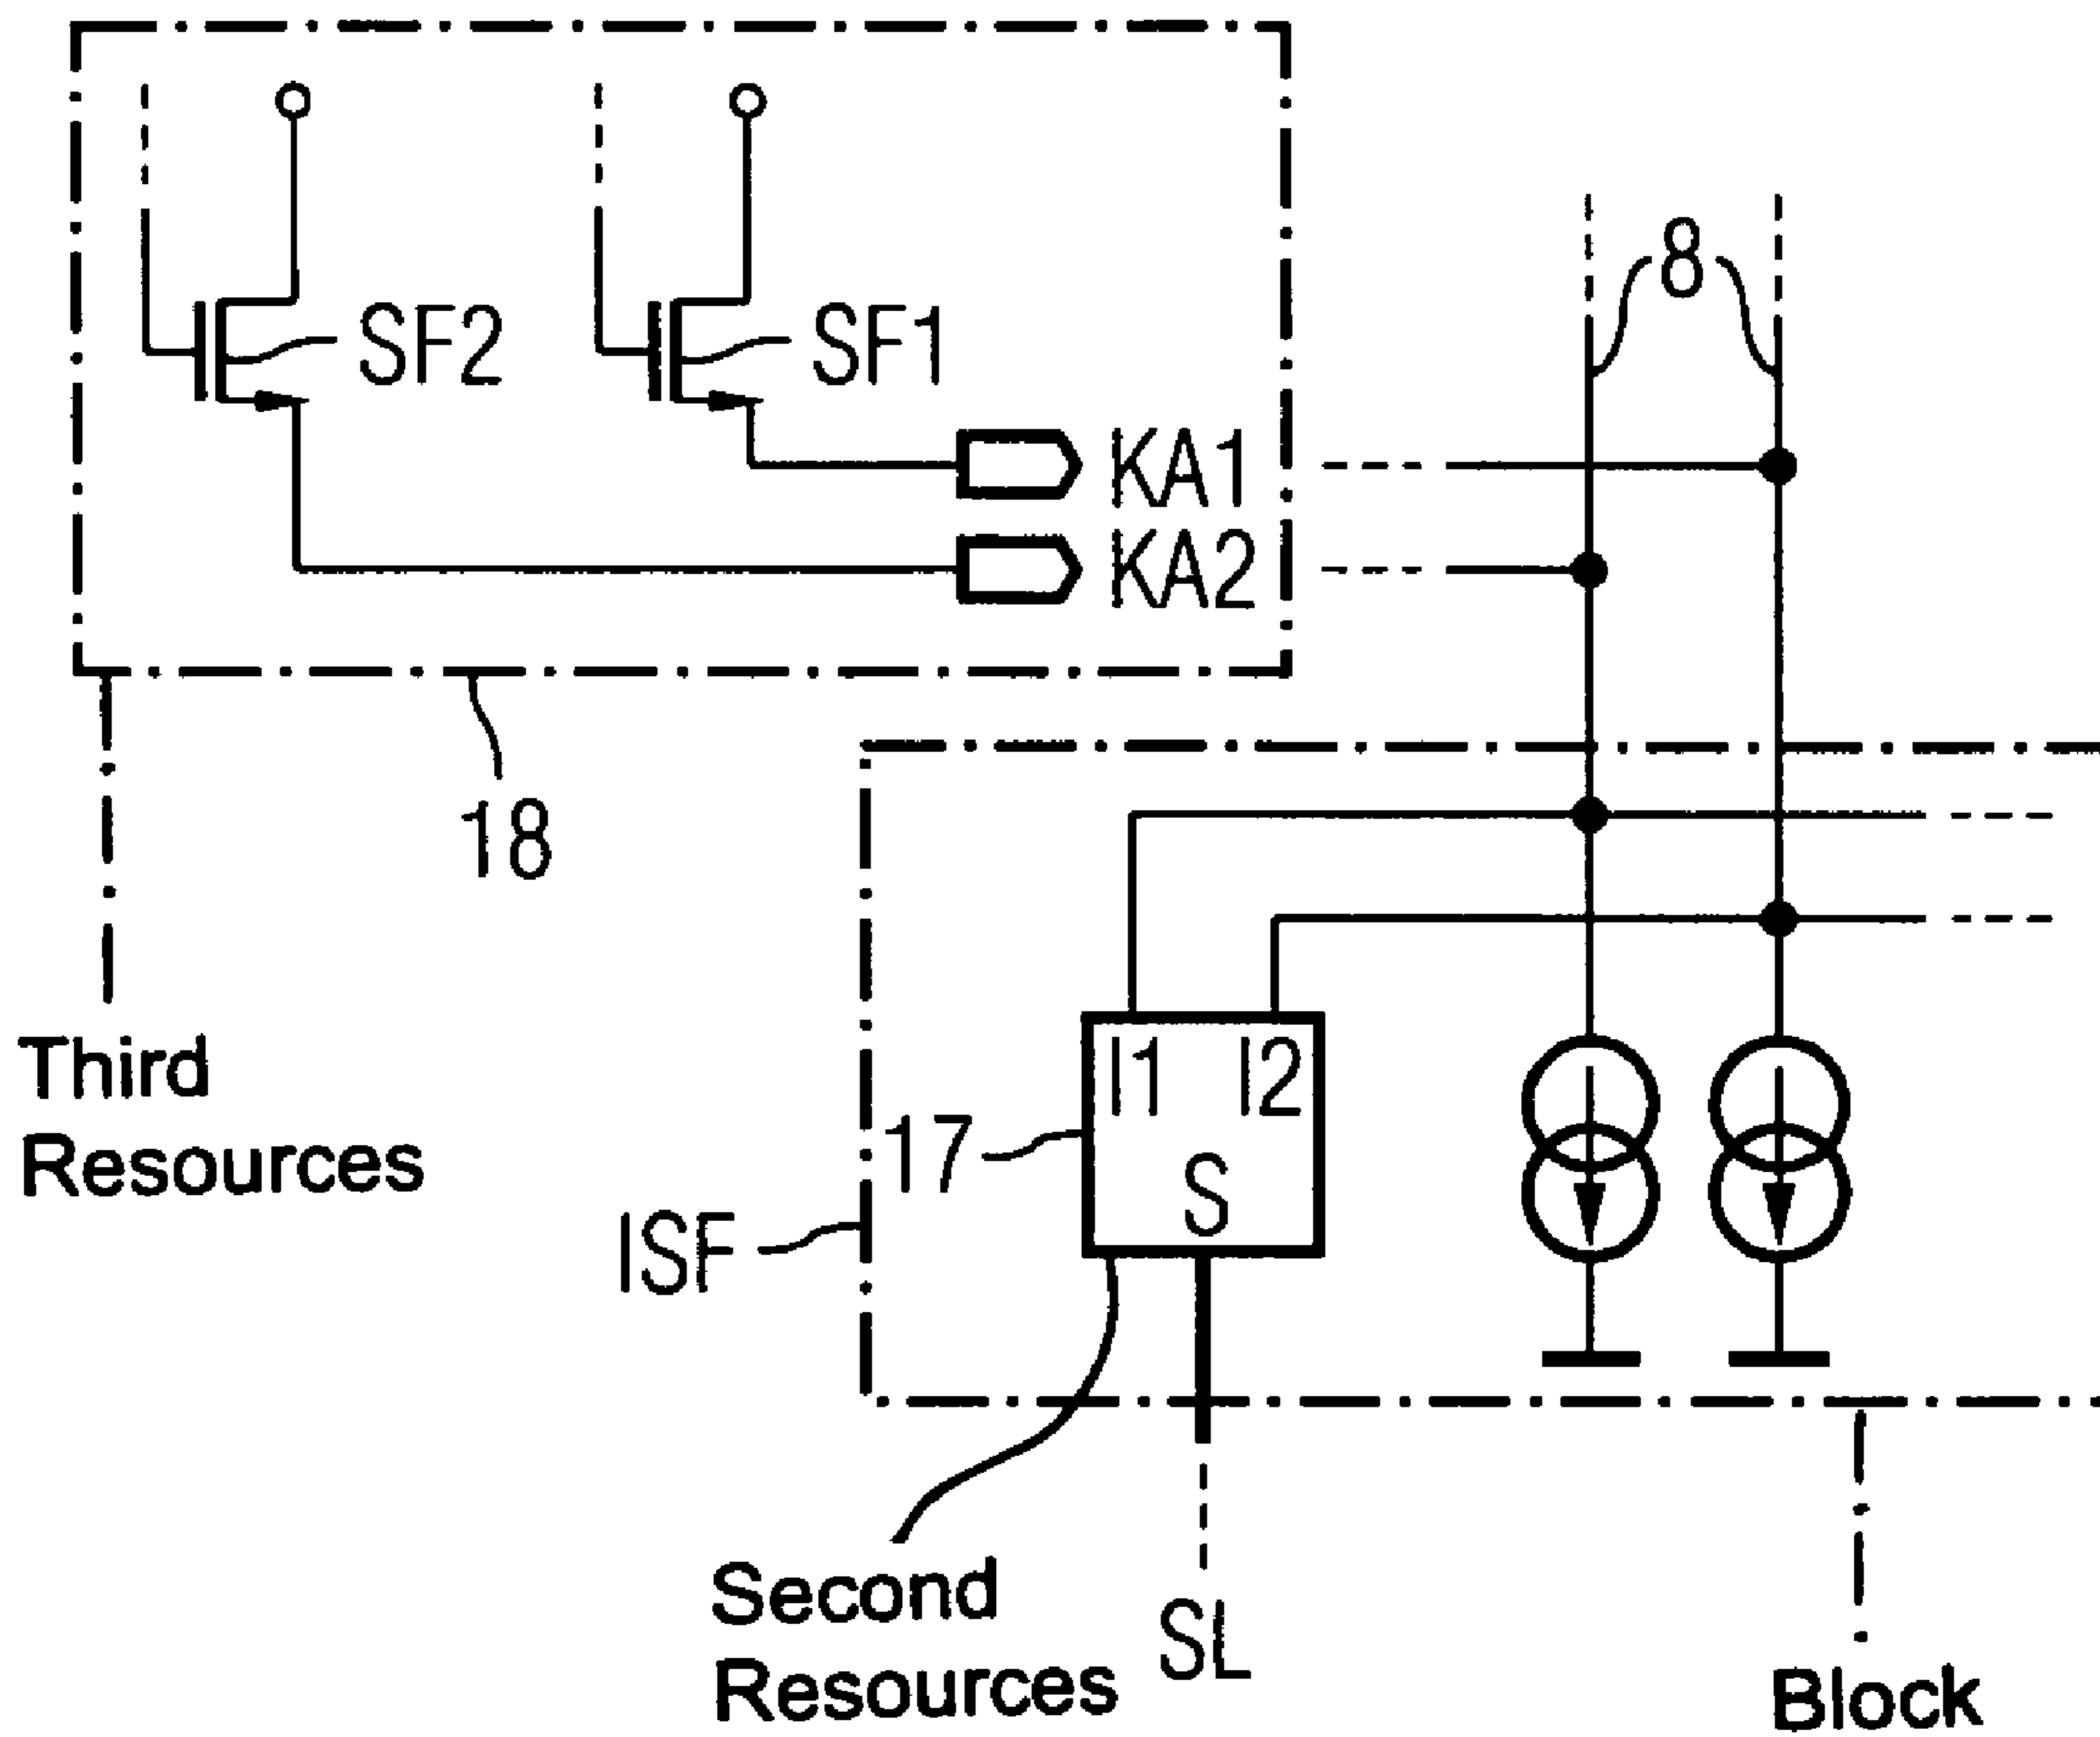 8
SF2
SF1
KA1
KA2
18
Third
Resources
I1 I2
17
S
ISF
Second
Resources
SL
Block